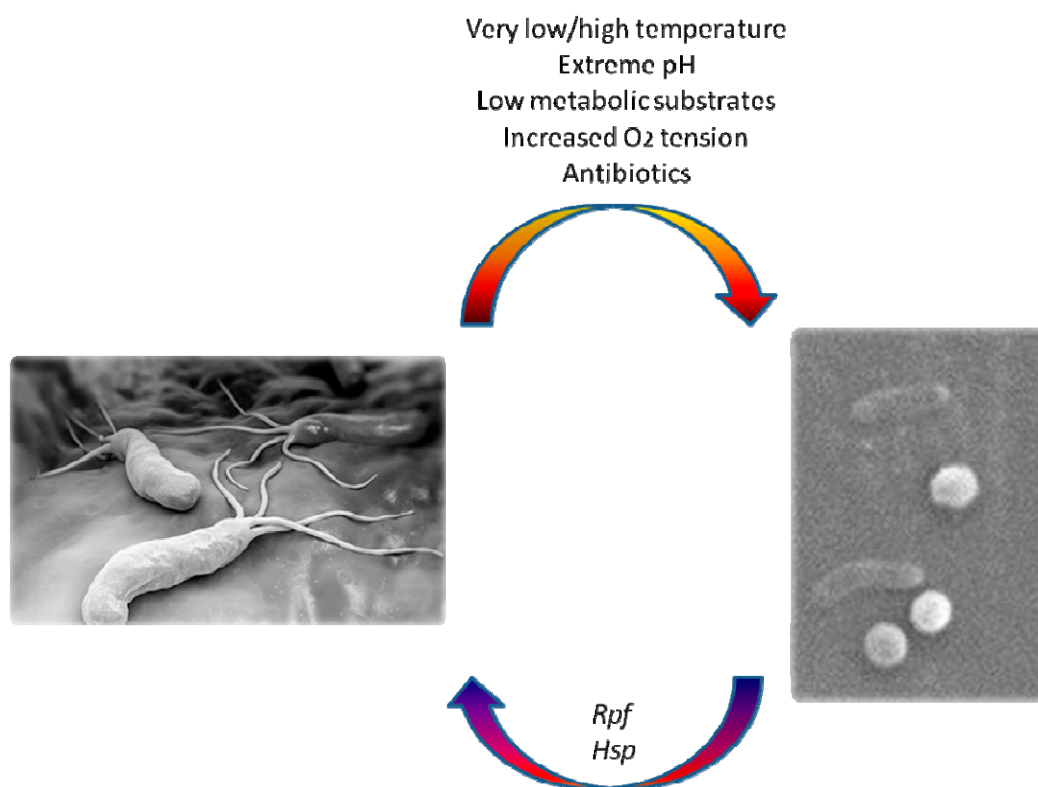 Very low/high temperature
Extreme pH
Low metabolic substrates
Increased O2 tension
Antibiotics
Rpf
Hsp